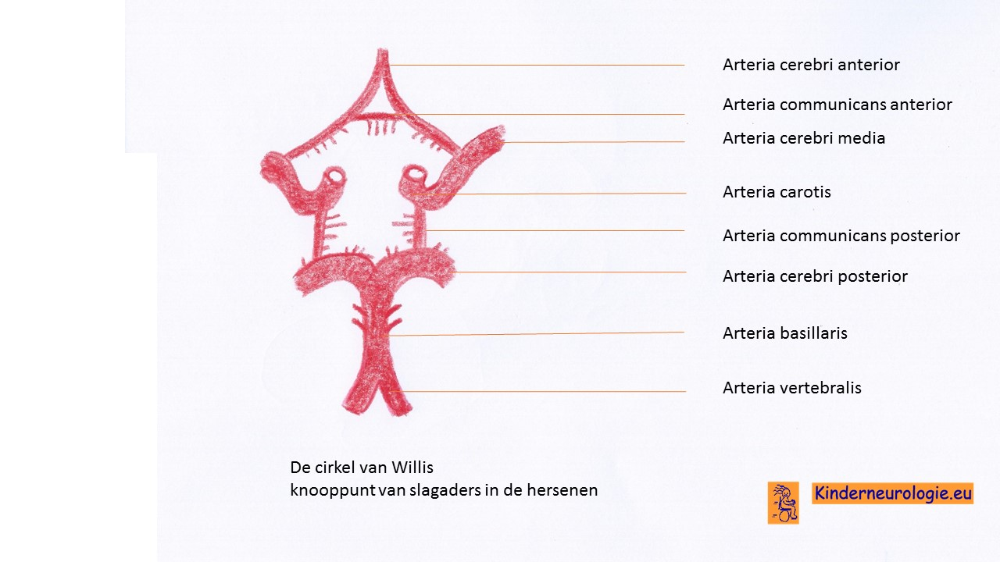 Arteria cerebri anterior
Arteria communicans anterior
Arteria cerebri media
Arteria carotis
Arteria communicans posterior
Arteria cerebri posterior
Arteria basillaris
Arteria vertebralis
De cirkel van Willis
knooppunt van slagaders in de hersenen
Kinderneurologie.eu